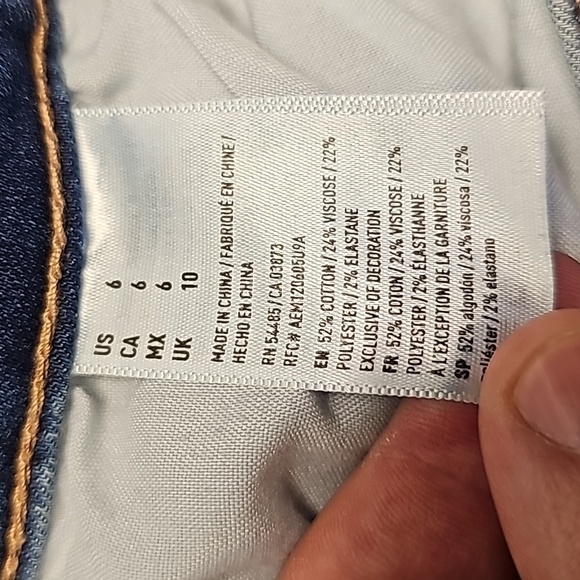 US 6
CA 6
MX 6
UK 10
MADE IN CHINA / FABRIQUÉ EN CHINE /
HECHO EN CHINA
RN 54485 / CA 03073
RFC# AEM120605U9A
EN 52% COTTON / 24% VISCOSE / 22%
POLYESTER / 2% ELASTANE
EXCLUSIVE OF DECORATION
FR 52% COTON / 24% VISCOSE / 22%
POLYESTER / 2% ÉLASTHANNE
À L'EXCEPTION DE LA GARNITURE
SP 52% algodón / 24% viscosa / 22%
poliéster / 2% elastano